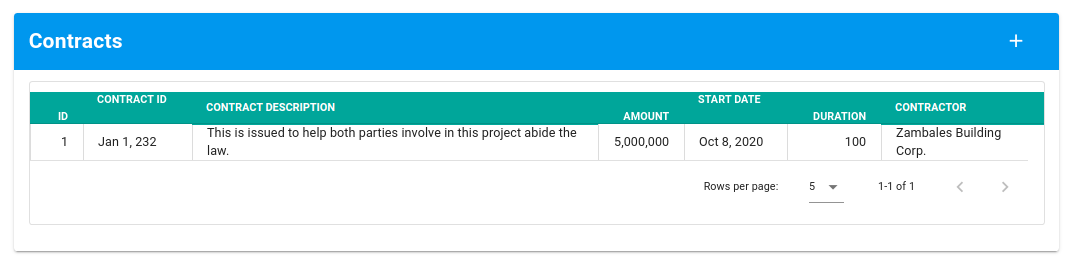 Contracts +
ID CONTRACT ID CONTRACT DESCRIPTION AMOUNT START DATE DURATION CONTRACTOR
1 Jan 1, 232 This is issued to help both parties involve in this project abide the
law. 5,000,000 Oct 8, 2020 100 Zambales Building
Corp.
Rows per page: 5 1-1 of 1